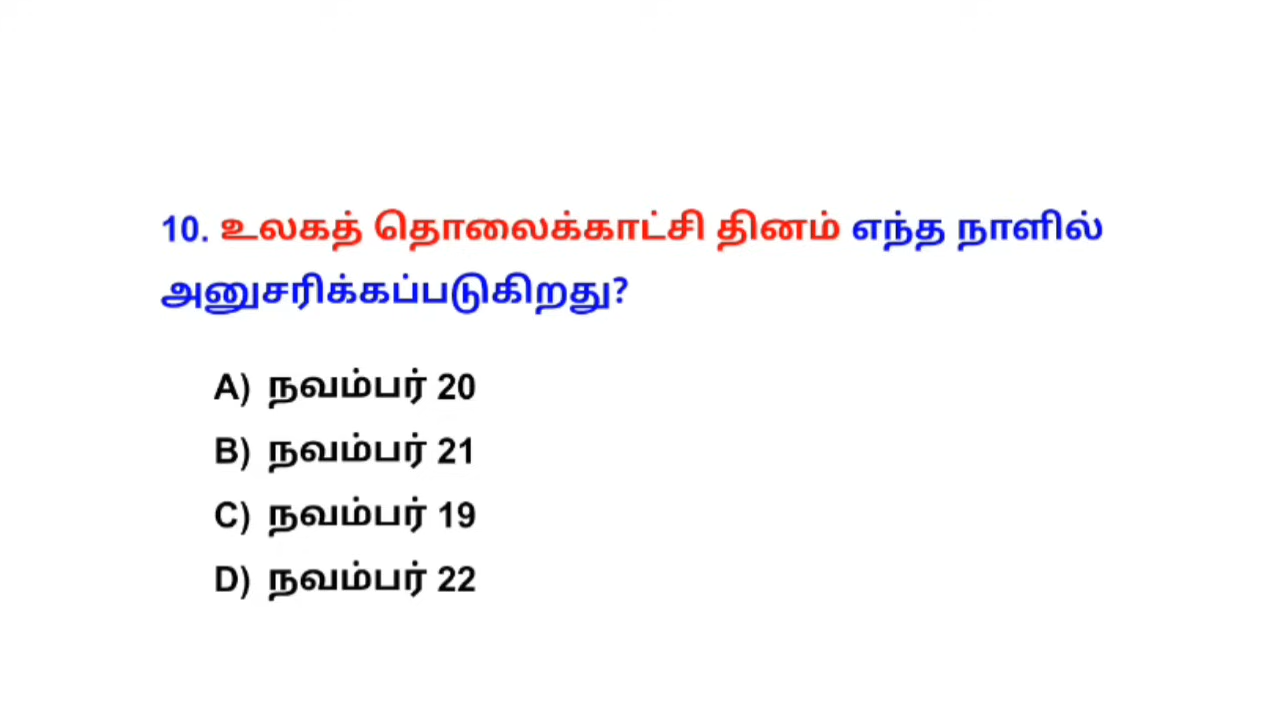 10. உலகத் தொலைக்காட்சி தினம் எந்த நாளில்
அனுசரிக்கப்படுகிறது?
A) நவம்பர் 20
B) நவம்பர் 21
C) நவம்பர் 19
D) நவம்பர் 22